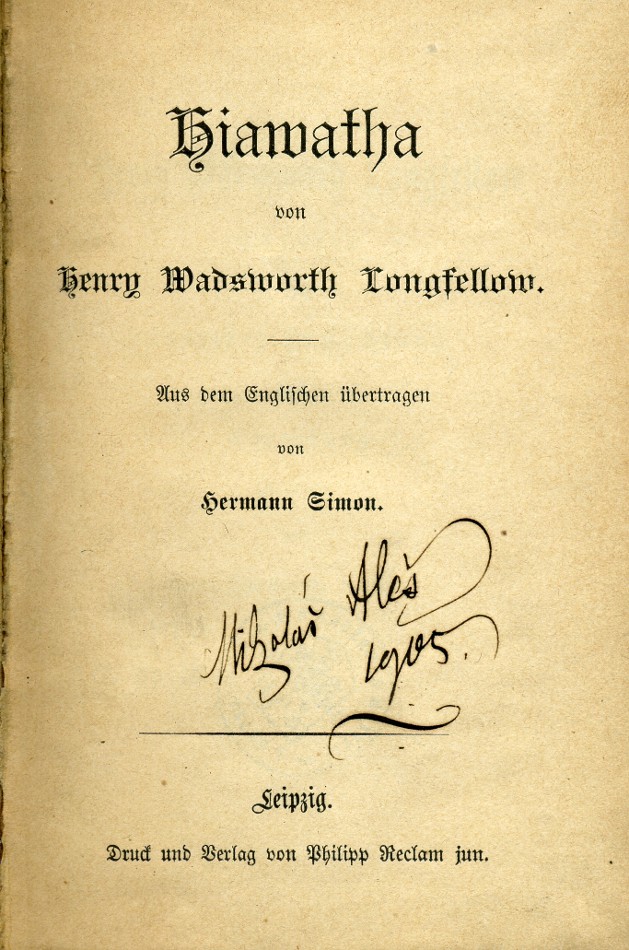 Hiawatha
von
Henry Wadsworth Longfellow.
Aus dem Englischen übertragen
von
Hermann Simon.
Mikoláš Aleš
1905.
Leipzig.
Druck und Verlag von Philipp Reclam jun.